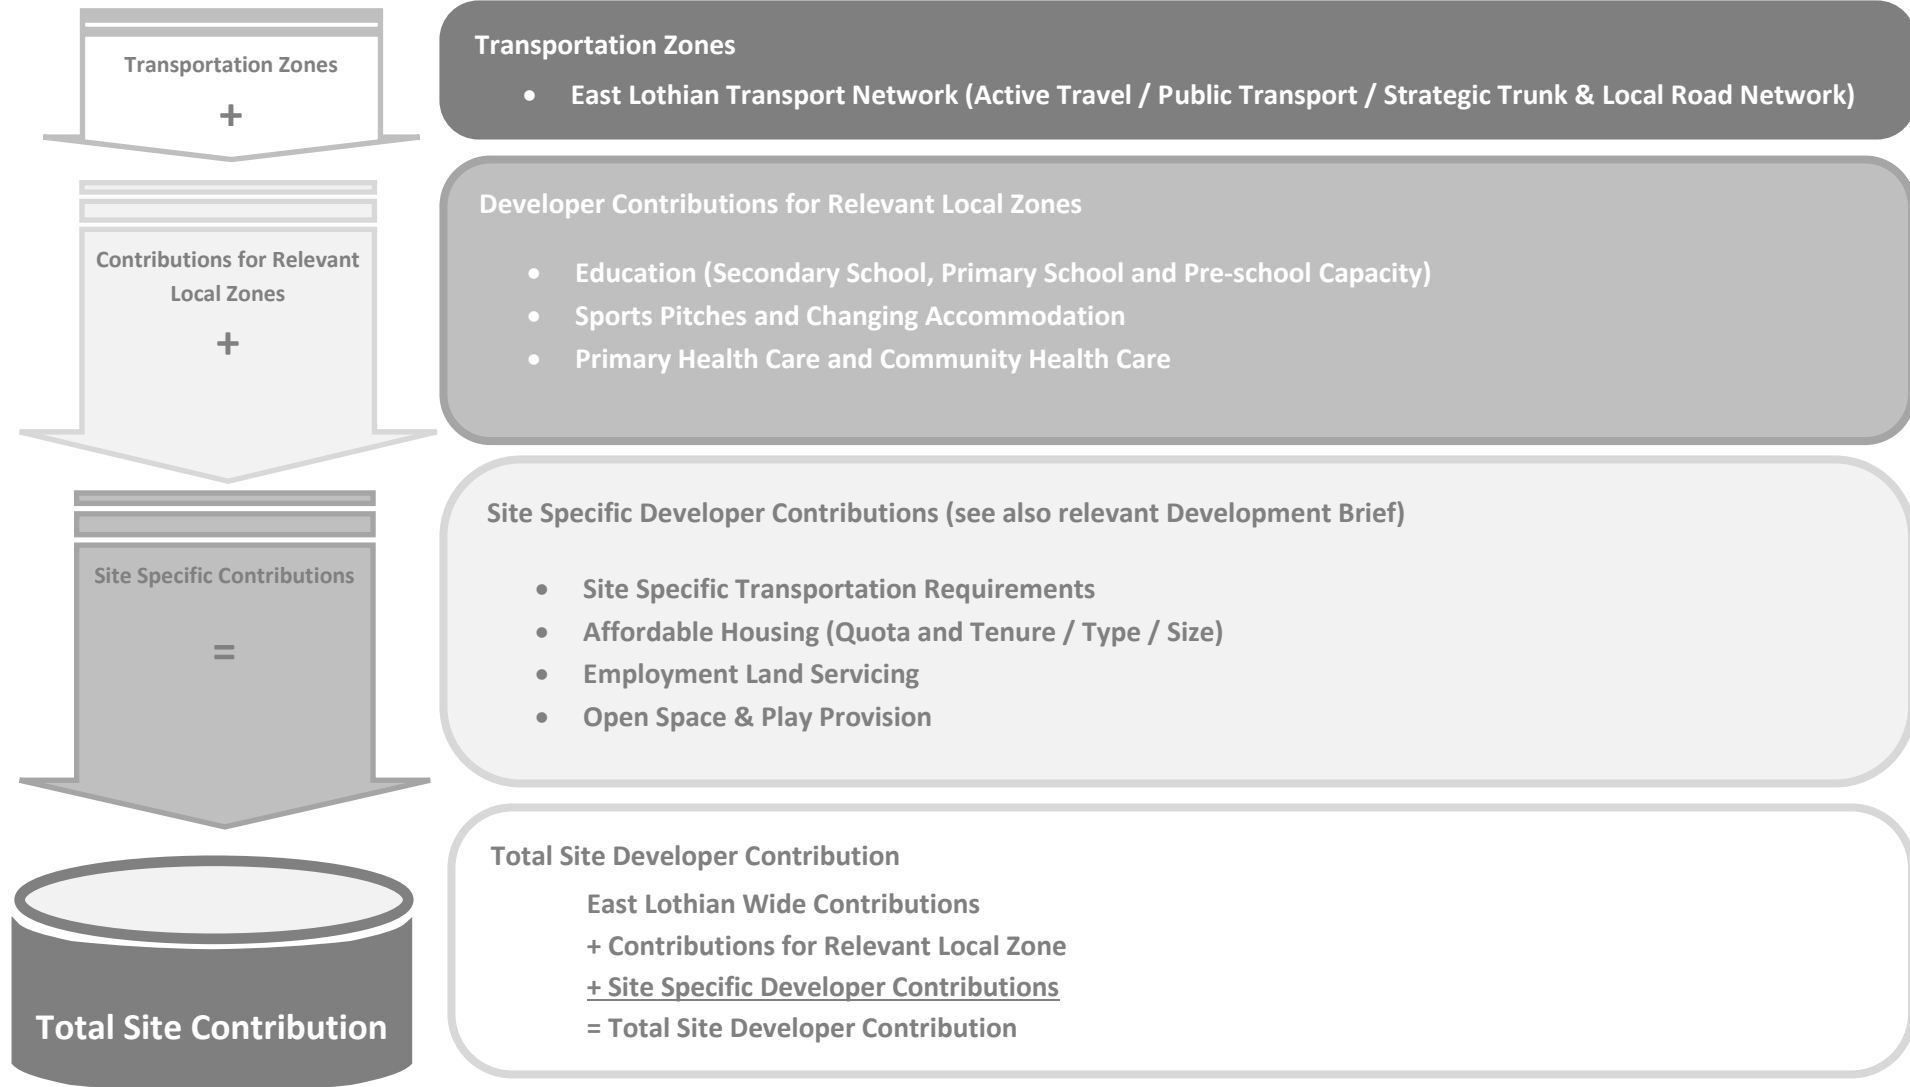 Transportation Zones
+
Transportation Zones
• East Lothian Transport Network (Active Travel / Public Transport / Strategic Trunk & Local Road Network)
Contributions for Relevant
Local Zones
+
Developer Contributions for Relevant Local Zones
• Education (Secondary School, Primary School and Pre-school Capacity)
• Sports Pitches and Changing Accommodation
• Primary Health Care and Community Health Care
Site Specific Contributions
=
Site Specific Developer Contributions (see also relevant Development Brief)
• Site Specific Transportation Requirements
• Affordable Housing (Quota and Tenure / Type / Size)
• Employment Land Servicing
• Open Space & Play Provision
Total Site Contribution
Total Site Developer Contribution
East Lothian Wide Contributions
+ Contributions for Relevant Local Zone
+ Site Specific Developer Contributions
= Total Site Developer Contribution